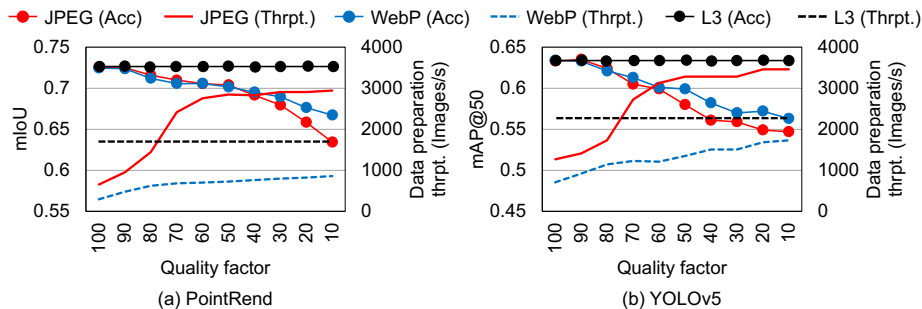 JPEG (Acc) JPEG (Thrpt.) WebP (Acc) WebP (Thrpt.) L3 (Acc) L3 (Thrpt.)
0.75 4000 0.65 4000
0.7 3000 0.6 3000
0.65 2000 0.55 2000
0.6 1000 0.5 1000
0.55 0 0.45 0
mIoU
Data preparation
thrpt. (Images/s)
mAP@50
Data preparation
thrpt. (Images/s)
100 90 80 70 60 50 40 30 20 10
100 90 80 70 60 50 40 30 20 10
Quality factor Quality factor
(a) PointRend (b) YOLOv5